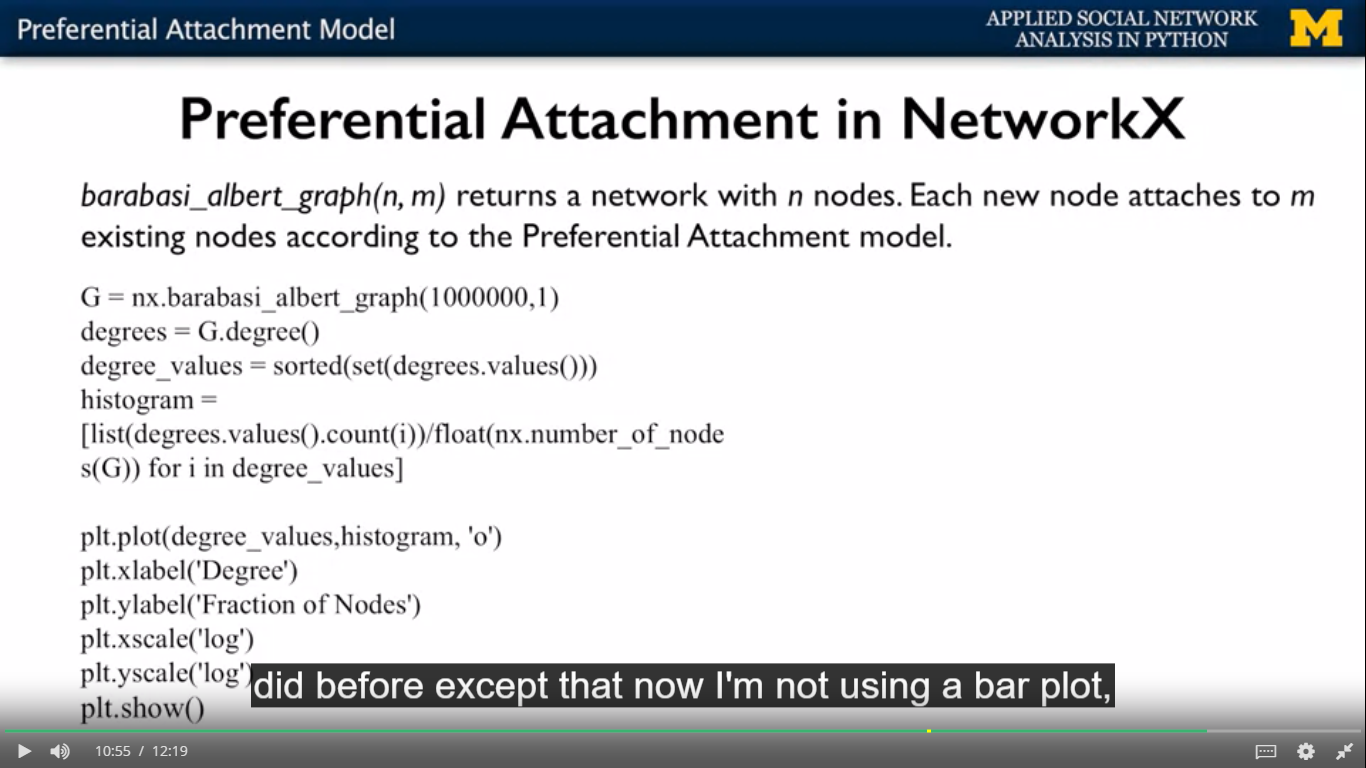 Preferential Attachment Model
APPLIED SOCIAL NETWORK
ANALYSIS IN PYTHON
M
Preferential Attachment in NetworkX
barabasi_albert_graph(n, m) returns a network with n nodes. Each new node attaches to m
existing nodes according to the Preferential Attachment model.
G = nx.barabasi_albert_graph(1000000,1)
degrees = G.degree()
degree_values = sorted(set(degrees.values()))
histogram =
[list(degrees.values().count(i))/float(nx.number_of_node
s(G)) for i in degree_values]
plt.plot(degree_values,histogram, 'o')
plt.xlabel('Degree')
plt.ylabel('Fraction of Nodes')
plt.xscale('log')
plt.yscale('log')
did before except that now I'm not using a bar plot,
plt.show()
10:55 / 12:19